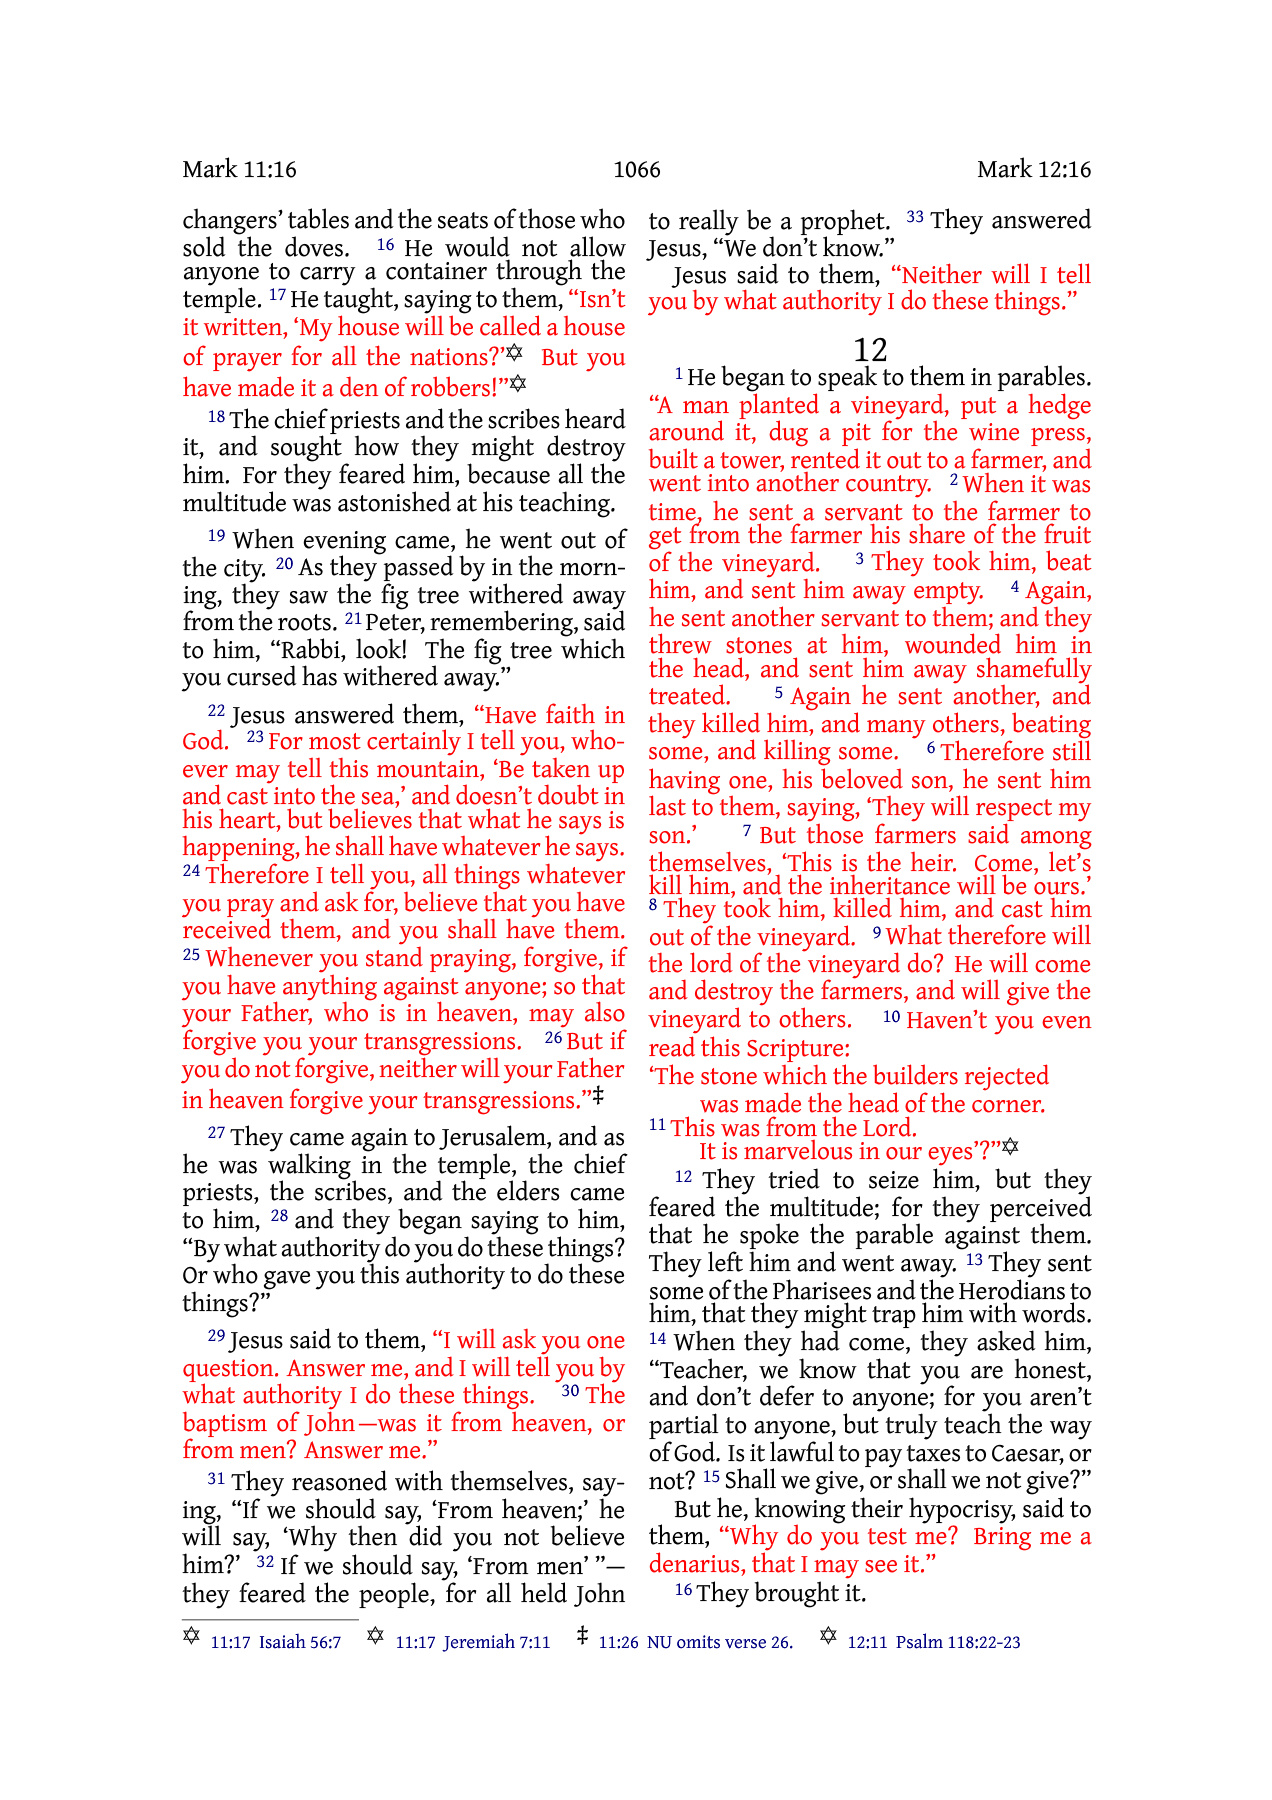 Mark 11:16 1066 Mark 12:16
changers’ tables and the seats of those who
sold the doves. 16 He would not allow
anyone to carry a container through the
temple. 17 He taught, saying to them, “Isn’t
it written, ‘My house will be called a house
of prayer for all the nations?’✡ But you
have made it a den of robbers!”✡
18 The chief priests and the scribes heard
it, and sought how they might destroy
him. For they feared him, because all the
multitude was astonished at his teaching.
19 When evening came, he went out of
the city. 20 As they passed by in the morn-
ing, they saw the fig tree withered away
from the roots. 21 Peter, remembering, said
to him, “Rabbi, look! The fig tree which
you cursed has withered away.”
22 Jesus answered them, “Have faith in
God. 23 For most certainly I tell you, who-
ever may tell this mountain, ‘Be taken up
and cast into the sea,’ and doesn’t doubt in
his heart, but believes that what he says is
happening, he shall have whatever he says.
24 Therefore I tell you, all things whatever
you pray and ask for, believe that you have
received them, and you shall have them.
25 Whenever you stand praying, forgive, if
you have anything against anyone; so that
your Father, who is in heaven, may also
forgive you your transgressions. 26 But if
you do not forgive, neither will your Father
in heaven forgive your transgressions.”‡
27 They came again to Jerusalem, and as
he was walking in the temple, the chief
priests, the scribes, and the elders came
to him, 28 and they began saying to him,
“By what authority do you do these things?
Or who gave you this authority to do these
things?”
29 Jesus said to them, “I will ask you one
question. Answer me, and I will tell you by
what authority I do these things. 30 The
baptism of John—was it from heaven, or
from men? Answer me.”
31 They reasoned with themselves, say-
ing, “If we should say, ‘From heaven;’ he
will say, ‘Why then did you not believe
him?’ 32 If we should say, ‘From men’ ”—
they feared the people, for all held John
to really be a prophet. 33 They answered
Jesus, “We don’t know.”
Jesus said to them, “Neither will I tell
you by what authority I do these things.”
12
1 He began to speak to them in parables.
“A man planted a vineyard, put a hedge
around it, dug a pit for the wine press,
built a tower, rented it out to a farmer, and
went into another country. 2 When it was
time, he sent a servant to the farmer to
get from the farmer his share of the fruit
of the vineyard. 3 They took him, beat
him, and sent him away empty. 4 Again,
he sent another servant to them; and they
threw stones at him, wounded him in
the head, and sent him away shamefully
treated. 5 Again he sent another, and
they killed him, and many others, beating
some, and killing some. 6 Therefore still
having one, his beloved son, he sent him
last to them, saying, ‘They will respect my
son.’ 7 But those farmers said among
themselves, ‘This is the heir. Come, let’s
kill him, and the inheritance will be ours.’
8 They took him, killed him, and cast him
out of the vineyard. 9 What therefore will
the lord of the vineyard do? He will come
and destroy the farmers, and will give the
vineyard to others. 10 Haven’t you even
read this Scripture:
‘The stone which the builders rejected
was made the head of the corner.
11 This was from the Lord.
It is marvelous in our eyes’?”✡
12 They tried to seize him, but they
feared the multitude; for they perceived
that he spoke the parable against them.
They left him and went away. 13 They sent
some of the Pharisees and the Herodians to
him, that they might trap him with words.
14 When they had come, they asked him,
“Teacher, we know that you are honest,
and don’t defer to anyone; for you aren’t
partial to anyone, but truly teach the way
of God. Is it lawful to pay taxes to Caesar, or
not? 15 Shall we give, or shall we not give?”
But he, knowing their hypocrisy, said to
them, “Why do you test me? Bring me a
denarius, that I may see it.”
16 They brought it.
✡ 11:17 Isaiah 56:7 ✡ 11:17 Jeremiah 7:11 ‡ 11:26 NU omits verse 26. ✡ 12:11 Psalm 118:22-23